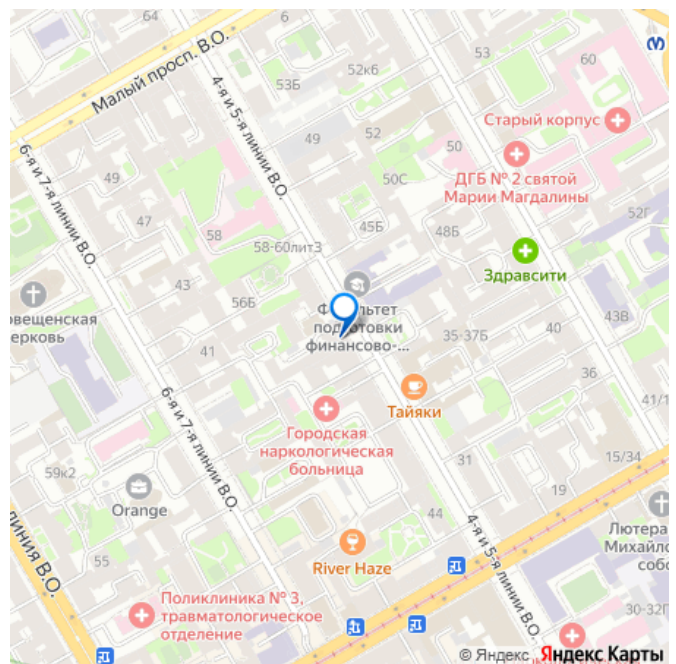 6
Малый просп. В.О.
53Б
52к6
53
60
4-я и 5-я линии В.О.
Старый корпус
49
52
50
ДГБ № 2 святой
Марии Магдалины
6-я и 7-я линии В.О.
49
50С
47
58
45Б
48Б
52Г
58-60лит3
Здравсити
43
56Б
овещенская
ерковь
подготовки
финансово-...
35-37Б
40
43В
41
36
Тайяки
41/1
6-я и 7-я линии В.О.
Городская
наркологическая
больница
59к2
31
15/34
19
Orange
44
4-я и 5-я линии В.О.
линия В.О.
55
River Haze
Лютера
Михайло
собо
Поликлиника № 3,
травматологическое
отделение
30-32Г
© Яндекс
Яндекс Карты